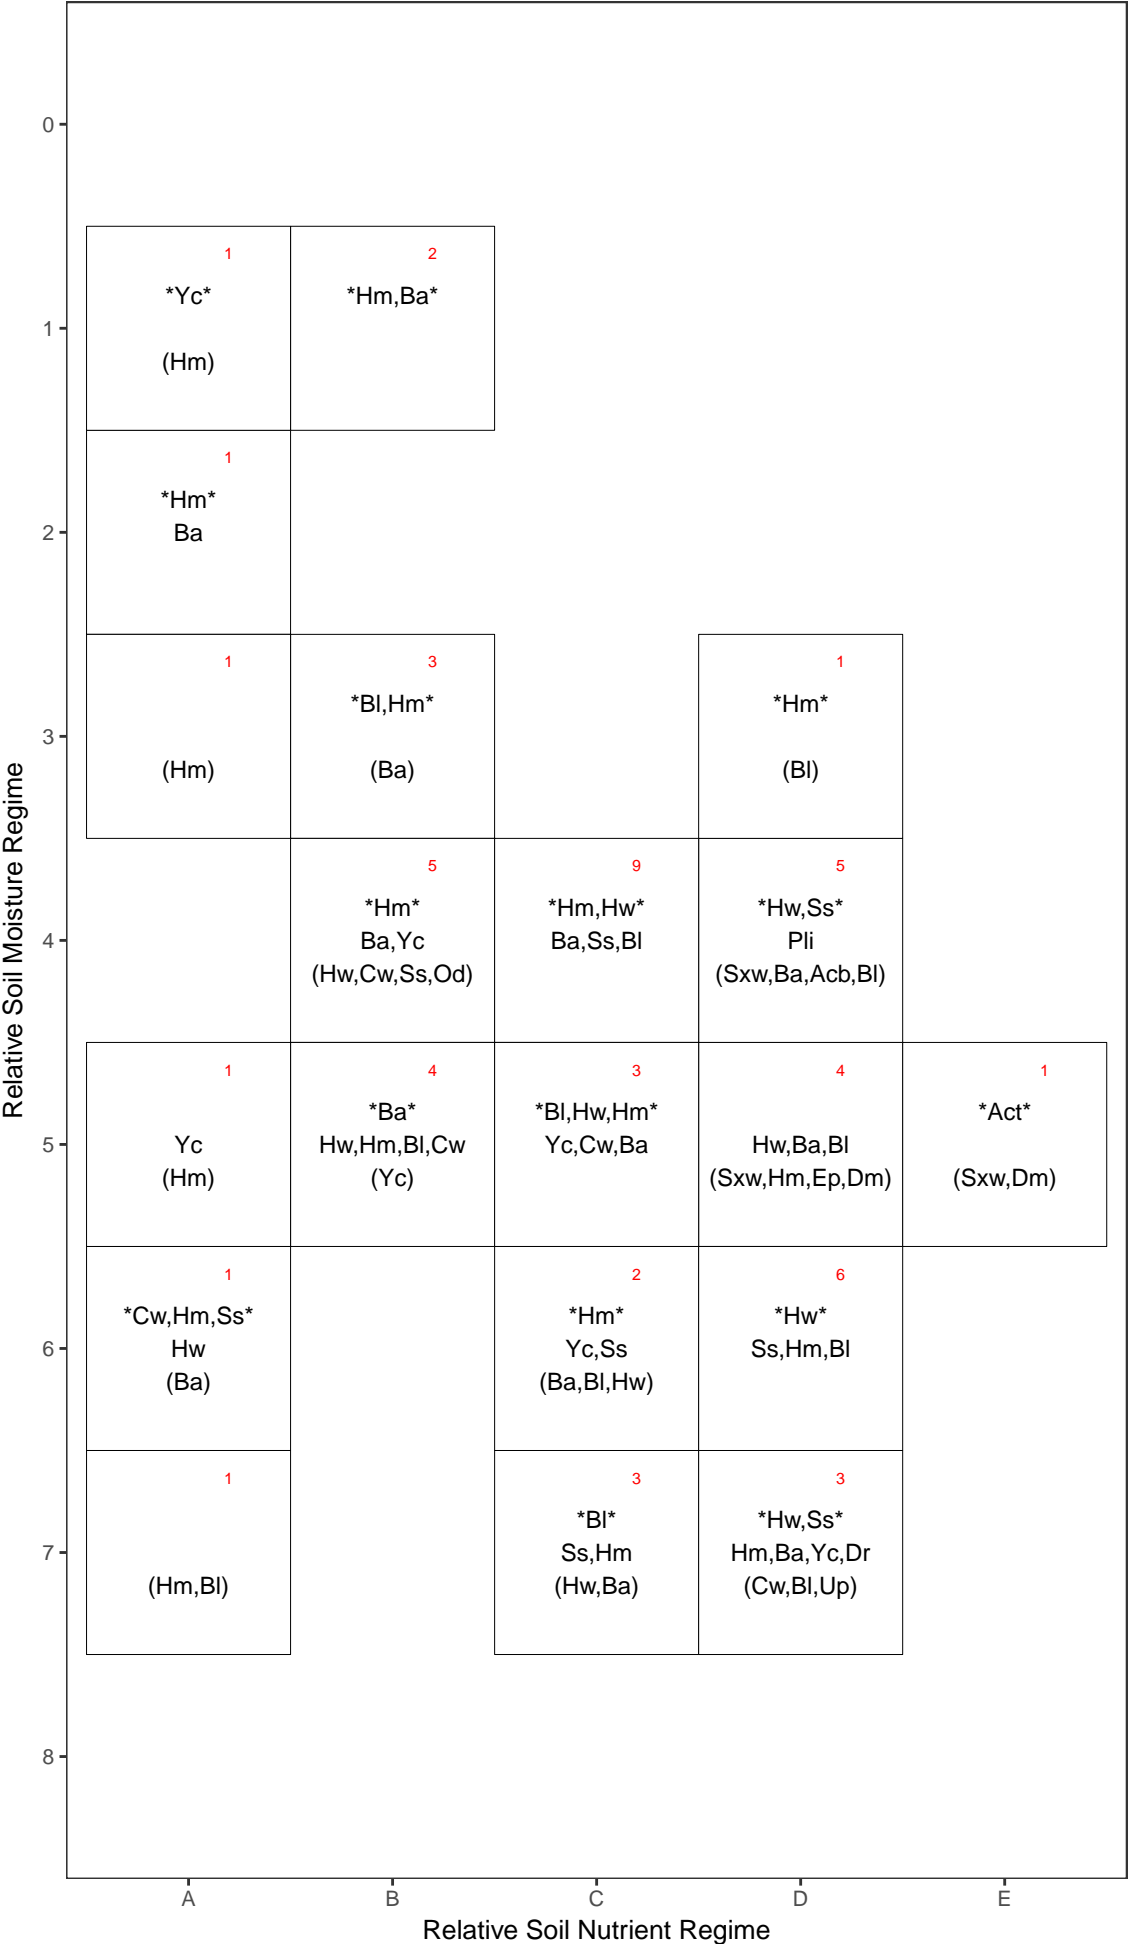 0
1 2
*Yc* *Hm,Ba*
1
(Hm)
1
*Hm*
2 Ba
1 3 1
*Bl,Hm* *Hm*
3
(Hm) (Ba) (Bl)
5 9 5
*Hm* *Hm,Hw* *Hw,Ss*
4 Ba,Yc Ba,Ss,Bl Pli
(Hw,Cw,Ss,Od) (Sxw,Ba,Acb,Bl)
1 4 3 4 1
*Ba* *Bl,Hw,Hm* *Act*
5 Yc Hw,Hm,Bl,Cw Yc,Cw,Ba Hw,Ba,Bl
(Hm) (Yc) (Sxw,Hm,Ep,Dm) (Sxw,Dm)
1 2 6
*Cw,Hm,Ss* *Hm* *Hw*
6 Hw Yc,Ss Ss,Hm,Bl
(Ba) (Ba,Bl,Hw)
1 3 3
*Bl* *Hw,Ss*
7 Ss,Hm Hm,Ba,Yc,Dr
(Hm,Bl) (Hw,Ba) (Cw,Bl,Up)
8
A B C D E
Relative Soil Nutrient Regime
Relative Soil Moisture Regime